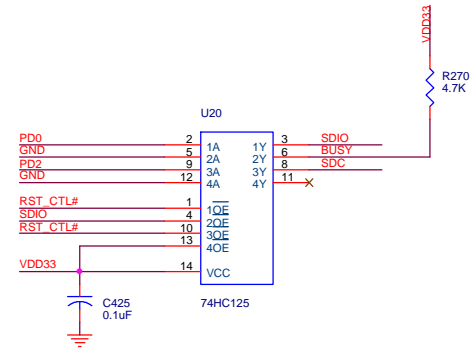 VDD33
R270
4.7K
U20
PD0 2 1A 1Y 3 SDIO
GND 5 2A 2Y 6 BUSY
PD2 9 3A 3Y 8 SDC
GND 12 4A 4Y 11
RST_CTL# 1 1OE
SDIO 4 2OE
RST_CTL# 10 3OE
13 4OE
VDD33 14 VCC
C425
0.1uF
74HC125